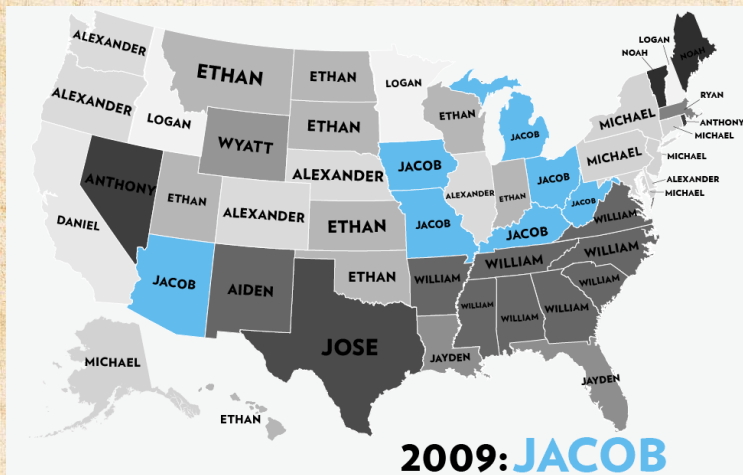 ALEXANDER
ALEXANDER
LOGAN
ETHAN
ETHAN
LOGAN
ETHAN
WYATT
ETHAN
ANTHONY
ETHAN
DANIEL
ALEXANDER
ALEXANDER
ETHAN
JACOB
JACOB
ALEXANDER
ETHAN
JACOB
JACOB
JACOB
JACOB
LOGAN
NOAH
NOAH
RYAN
ANTHONY
MICHAEL
MICHAEL
MICHAEL
MICHAEL
ALEXANDER
MICHAEL
WILLIAM
WILLIAM
WILLIAM
WILLIAM
WILLIAM
WILLIAM
WILLIAM
WILLIAM
JACOB
AIDEN
ETHAN
JOSE
JAYDEN
JAYDEN
MICHAEL
ETHAN
2009: JACOB